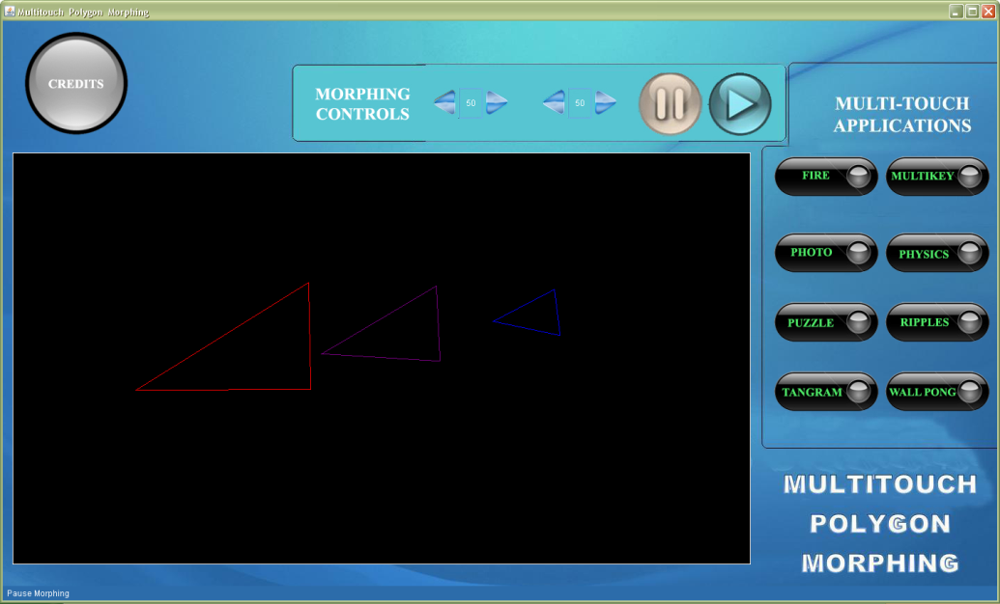 Multitouch Polygon Morphing
CREDITS
MORPHING
CONTROLS
50
50
MULTI-TOUCH
APPLICATIONS
FIRE
MULTIKEY
PHOTO
PHYSICS
PUZZLE
RIPPLES
TANGRAM
WALL PONG
MULTITOUCH
POLYGON
MORPHING
Pause Morphing